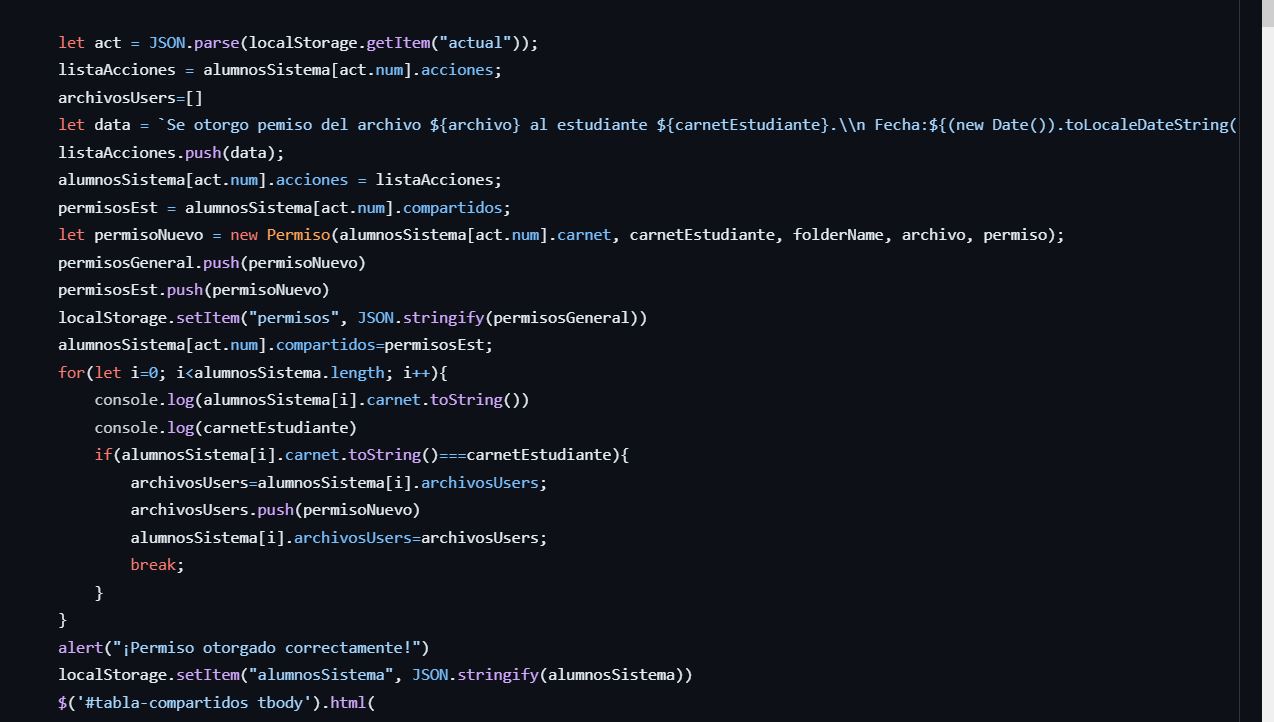 let act = JSON.parse(localStorage.getItem("actual"));
listaAcciones = alumnosSistema[act.num].acciones;
archivosUsers=[]
let data = `Se otorgo pemiso del archivo ${archivo} al estudiante ${carnetEstudiante}.\\n Fecha:${(new Date()).toLocaleDateString(
listaAcciones.push(data);
alumnosSistema[act.num].acciones = listaAcciones;
permisosEst = alumnosSistema[act.num].compartidos;
let permisoNuevo = new Permiso(alumnosSistema[act.num].carnet, carnetEstudiante, folderName, archivo, permiso);
permisosGeneral.push(permisoNuevo)
permisosEst.push(permisoNuevo)
localStorage.setItem("permisos", JSON.stringify(permisosGeneral))
alumnosSistema[act.num].compartidos=permisosEst;
for(let i=0; i<alumnosSistema.length; i++){
    console.log(alumnosSistema[i].carnet.toString())
    console.log(carnetEstudiante)
    if(alumnosSistema[i].carnet.toString()===carnetEstudiante){
        archivosUsers=alumnosSistema[i].archivosUsers;
        archivosUsers.push(permisoNuevo)
        alumnosSistema[i].archivosUsers=archivosUsers;
        break;
    }
}
alert("¡Permiso otorgado correctamente!")
localStorage.setItem("alumnosSistema", JSON.stringify(alumnosSistema))
$('#tabla-compartidos tbody').html(